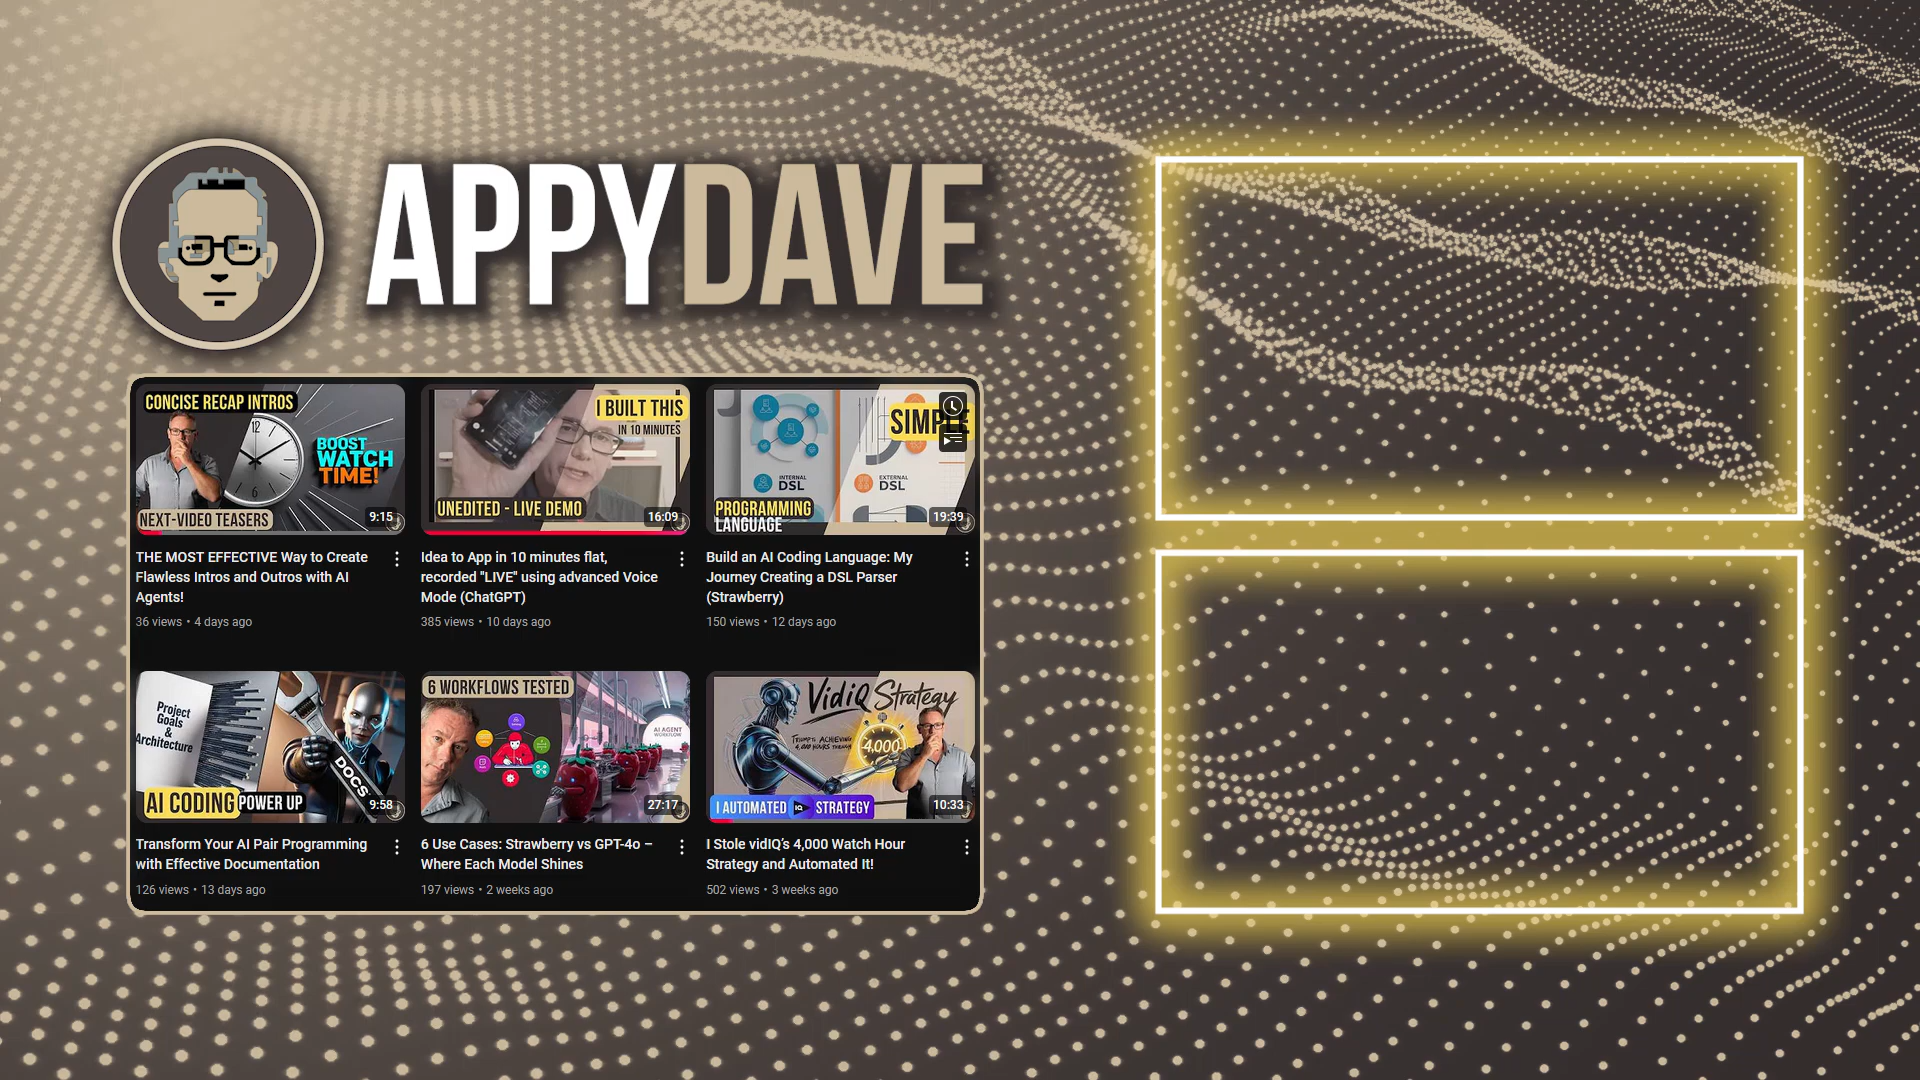 APPYDAVE
CONCISE RECAP INTROS
12
6
BOOST
WATCH
TIME!
NEXT-VIDEO TEASERS
9:15
THE MOST EFFECTIVE Way to Create
Flawless Intros and Outros with AI
Agents!
36 views • 4 days ago
I BUILT THIS
IN 10 MINUTES
UNEDITED - LIVE DEMO
16:09
Idea to App in 10 minutes flat,
recorded "LIVE" using advanced Voice
Mode (ChatGPT)
385 views • 10 days ago
SIMPLE
INTERNAL
DSL
EXTERNAL
DSL
PROGRAMMING
LANGUAGE
19:39
Build an AI Coding Language: My
Journey Creating a DSL Parser
(Strawberry)
150 views • 12 days ago
Project
Goals
&
Architecture
DOCS
AI CODING POWER UP
9:58
Transform Your AI Pair Programming
with Effective Documentation
126 views • 13 days ago
6 WORKFLOWS TESTED
AI AGENT
WORKFLOW
27:17
6 Use Cases: Strawberry vs GPT-4o –
Where Each Model Shines
197 views • 2 weeks ago
VidiQ Strategy
4,000
I AUTOMATED IQ STRATEGY
10:33
I Stole vidIQ's 4,000 Watch Hour
Strategy and Automated It!
502 views • 3 weeks ago